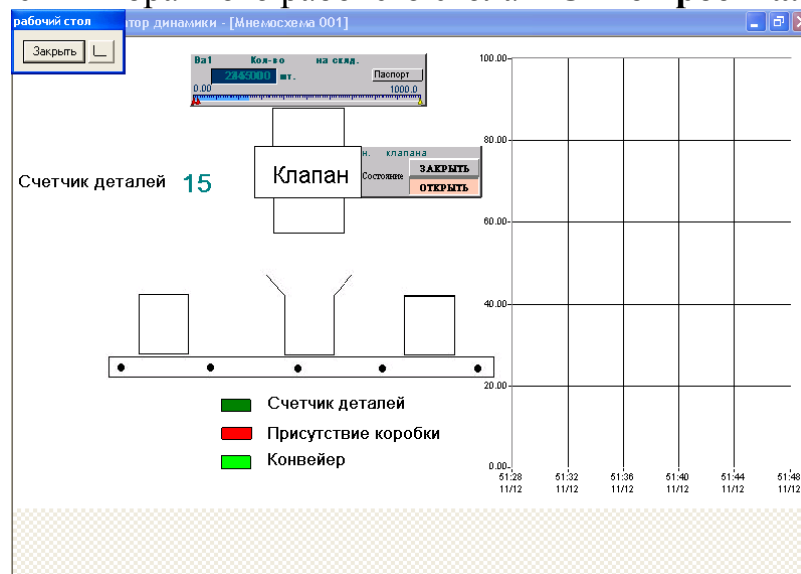 рабочий стол
атор динамики - [Мнемосхема 001]
Закрыть
Ва1 Кол-во на склд.
шт. Паспорт
0.00 1000.0
Счетчик деталей 15
Клапан
н. клапана
Состояние ЗАКРЫТЬ
ОТКРЫТЬ
100.00
80.00
60.00
40.00
20.00
0.00
51:28 51:32 51:36 51:40 51:44 51:48
11/12 11/12 11/12 11/12 11/12 11/12
Счетчик деталей
Присутствие коробки
Конвейер